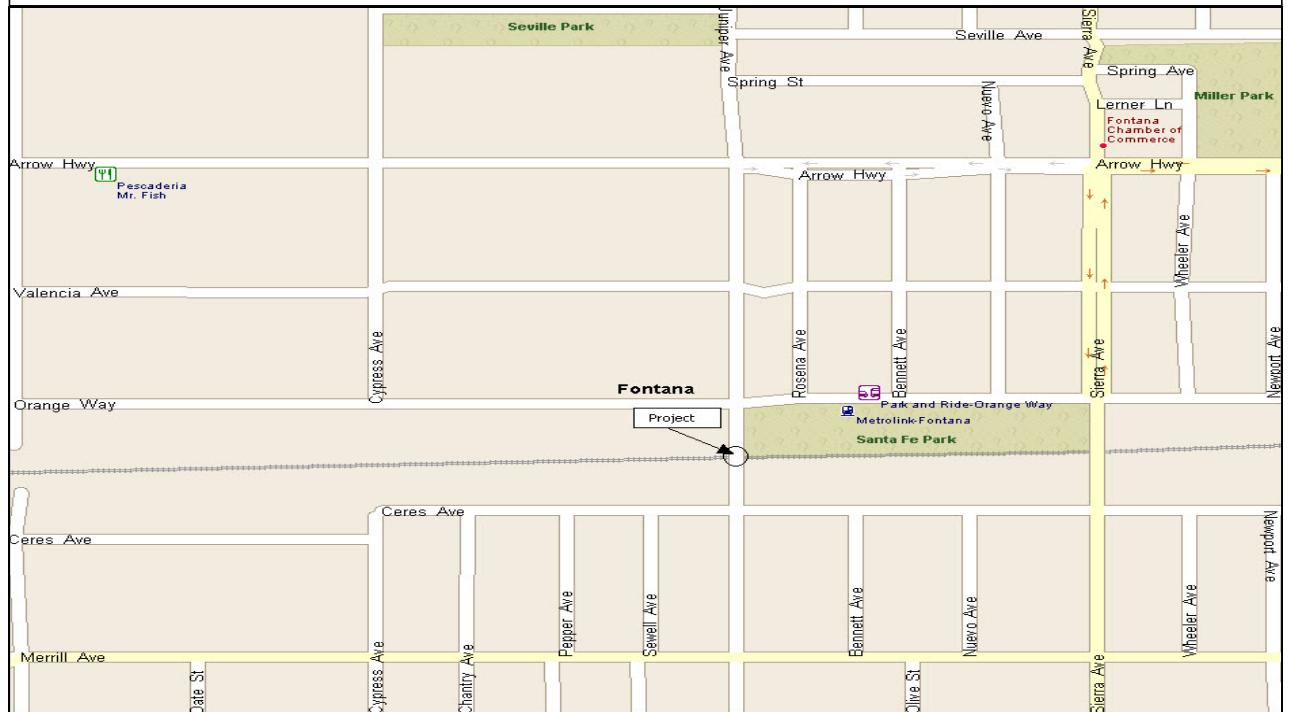 Seville Park
Juniper Ave
Sierra Ave
Seville Ave
Spring Ave
Spring St
Nuevo Ave
Miller Park
Lerner Ln
Fontana
Chamber of
Commerce
Arrow Hwy
Arrow Hwy
Arrow Hwy
Pescaderia
Mr. Fish
Wheeler Ave
Valencia Ave
Cypress Ave
Rosena Ave
Bennett Ave
Sierra Ave
Newport Ave
Fontana
Orange Way
Park and Ride-Orange Way
Project
Metrolink-Fontana
Santa Fe Park
Ceres Ave
Ceres Ave
Newport Ave
Pepper Ave
Sewell Ave
Bennett Ave
Nuevo Ave
Wheeler Ave
Merrill Ave
Date St
Cypress Ave
Chantry Ave
Olive St
Sierra Ave